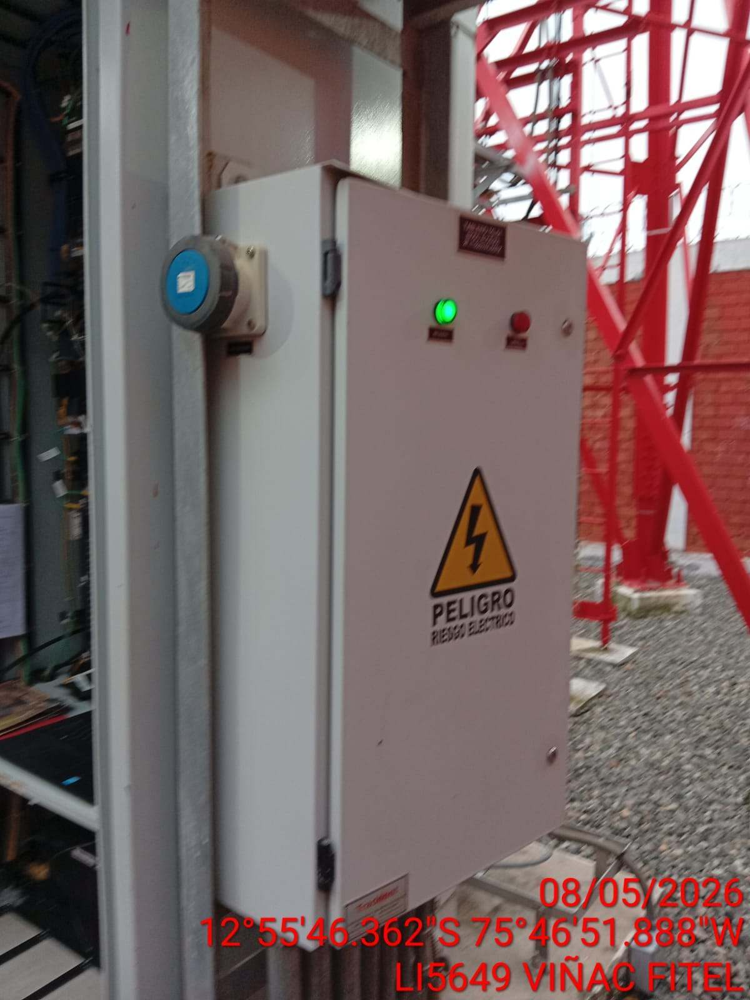 PELIGRO
RIESGO ELECTRICO
08/05/2026
12°55'46.362"S 75°46'51.888"W
LI5649 VIÑAC FITEL